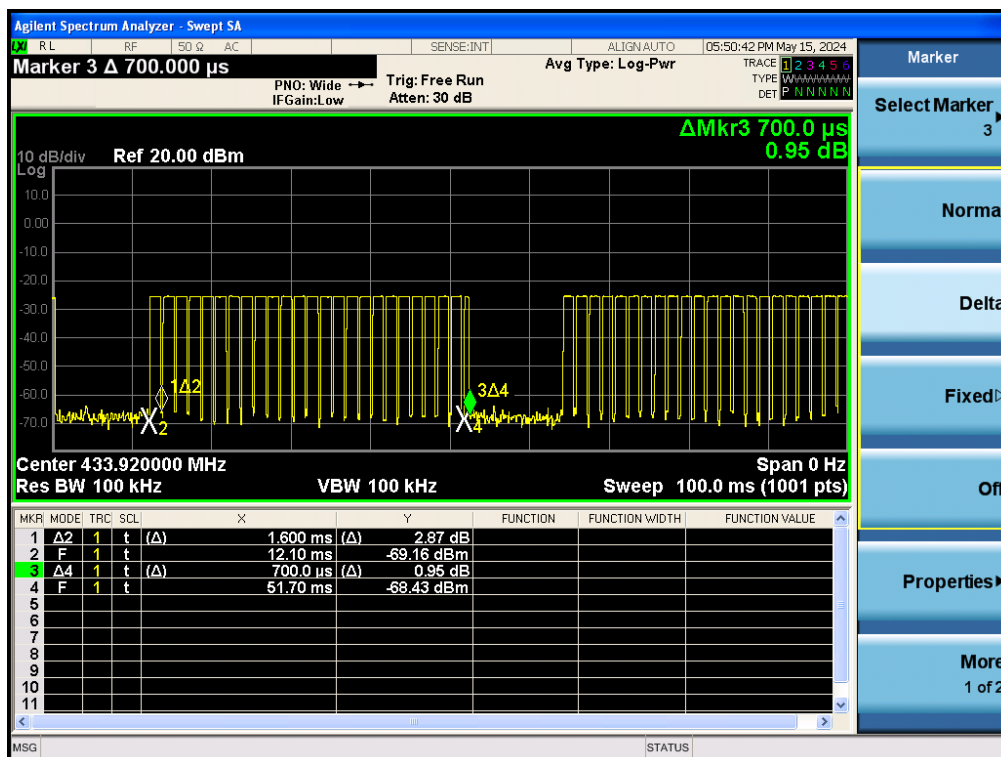 Agilent Spectrum Analyzer - Swept SA
LXI RL RF 50 Ω AC SENSE:INT ALIGNAUTO 05:50:42 PM May 15, 2024
Marker 3 Δ 700.000 µs
Avg Type: Log-Pwr
TRACE 1 2 3 4 5 6
PNO: Wide Trig: Free Run
TYPE WWWWWW
IFGain:Low Atten: 30 dB
DET P N N N N N
ΔMkr3 700.0 µs
0.95 dB
10 dB/div Ref 20.00 dBm
Log
10.0
0.00
-10.0
-20.0
-30.0
-40.0
-50.0
-60.0
-70.0
1Δ2
2
3Δ4
4
Center 433.920000 MHz Span 0 Hz
Res BW 100 kHz VBW 100 kHz Sweep 100.0 ms (1001 pts)
MKR MODE TRC SCL X Y FUNCTION FUNCTION WIDTH FUNCTION VALUE
1 Δ2 1 t (Δ) 1.600 ms (Δ) 2.87 dB
2 F 1 t 12.10 ms -69.16 dBm
3 Δ4 1 t (Δ) 700.0 µs (Δ) 0.95 dB
4 F 1 t 51.70 ms -68.43 dBm
5
6
7
8
9
10
11
MSG STATUS
Marker
Select Marker
3
Norma
Delta
Fixed
Off
Properties
More
1 of 2